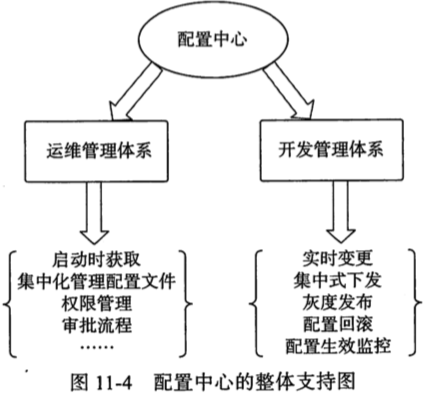 配置中心
运维管理体系
开发管理体系
启动时获取
集中化管理配置文件
权限管理
审批流程
……
实时变更
集中式下发
灰度发布
配置回滚
配置生效监控
图 11-4 配置中心的整体支持图